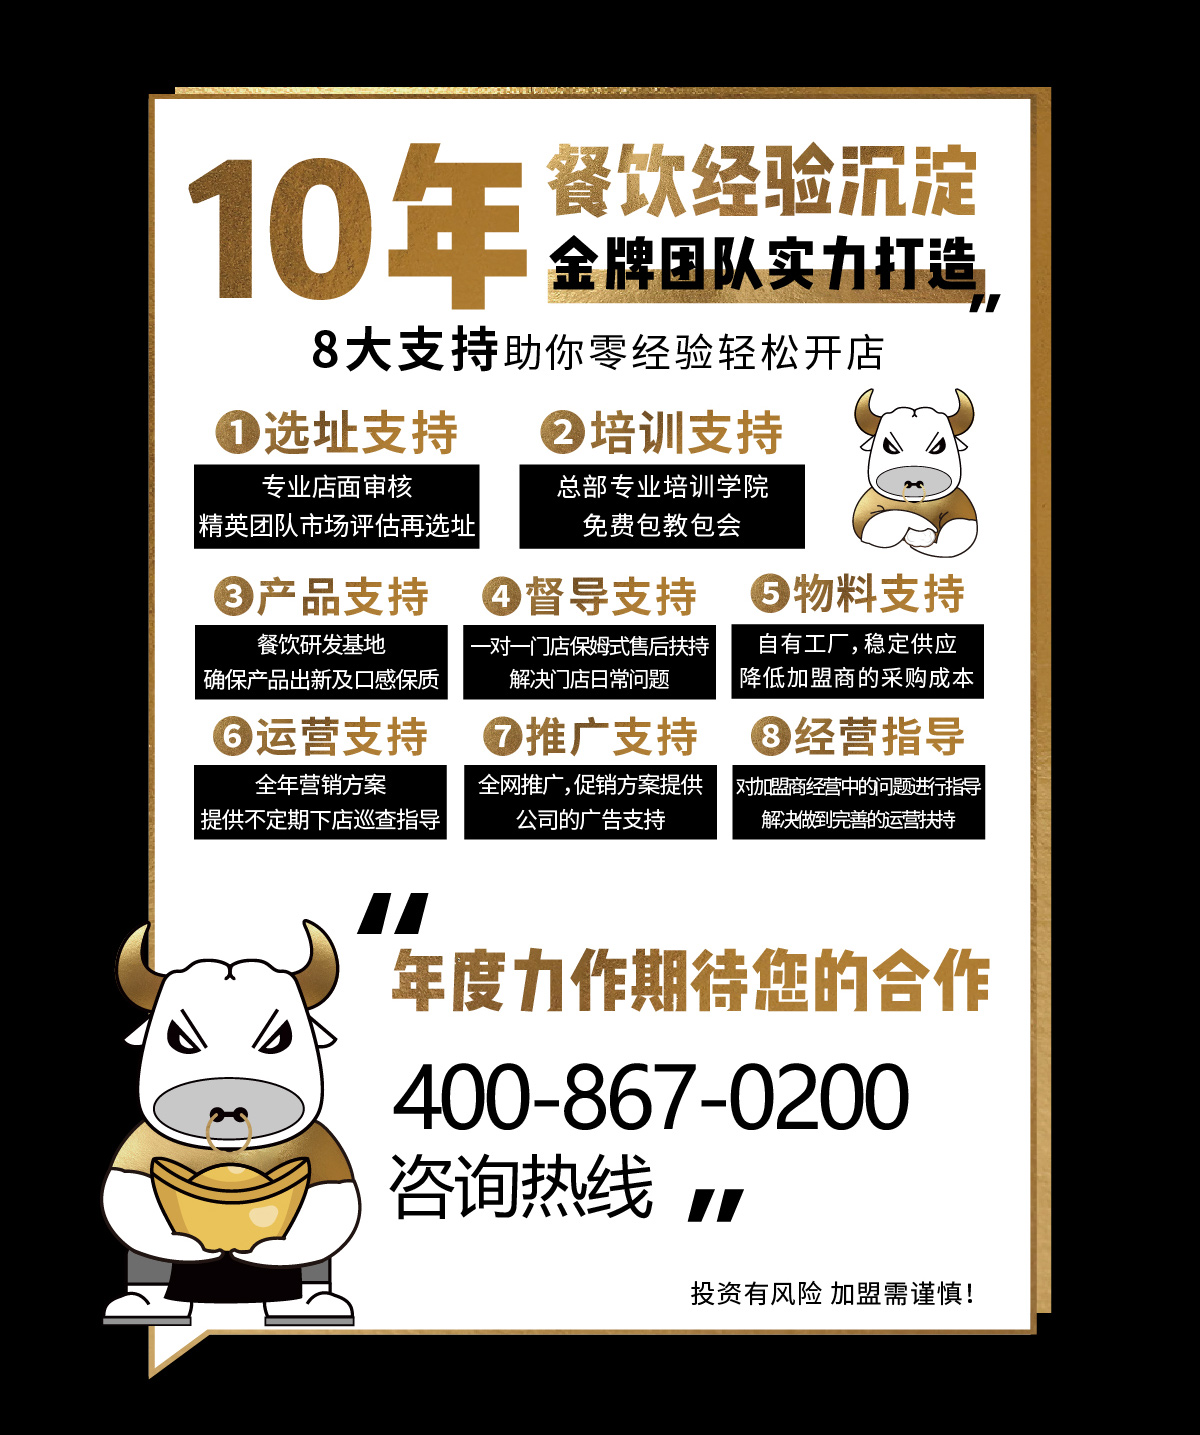 10年
餐饮经验沉淀
金牌团队实力打造
8大支持助你零经验轻松开店
1选址支持
专业店面审核
精英团队市场评估再选址
2培训支持
总部专业培训学院
免费包教包会
3产品支持
餐饮研发基地
确保产品出新及口感保质
4督导支持
一对一门店保姆式售后扶持
解决门店日常问题
5物料支持
自有工厂，稳定供应
降低加盟商的采购成本
6运营支持
全年营销方案
提供不定期下店巡查指导
7推广支持
全网推广，促销方案提供
公司的广告支持
8经营指导
对加盟商经营中的问题进行指导
解决做到完善的运营扶持
年度力作期待您的合作
400-867-0200
咨询热线
投资有风险 加盟需谨慎！